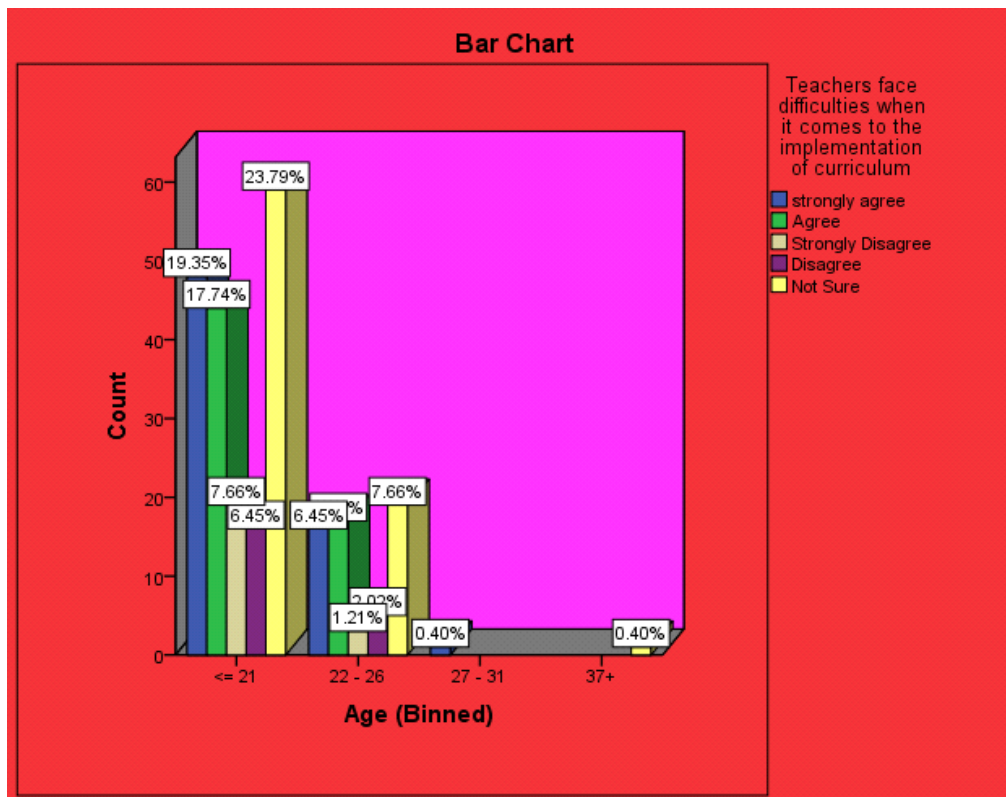 Bar Chart
Teachers face
difficulties when
it comes to the
implementation
of curriculum
strongly agree
Agree
Strongly Disagree
Disagree
Not Sure
Count
60
50
40
30
20
10
0
19.35%
17.74%
7.66%
6.45%
23.79%
6.45%
1.21%
7.66%
0.40%
0.40%
<= 21
22 - 26
27 - 31
37+
Age (Binned)